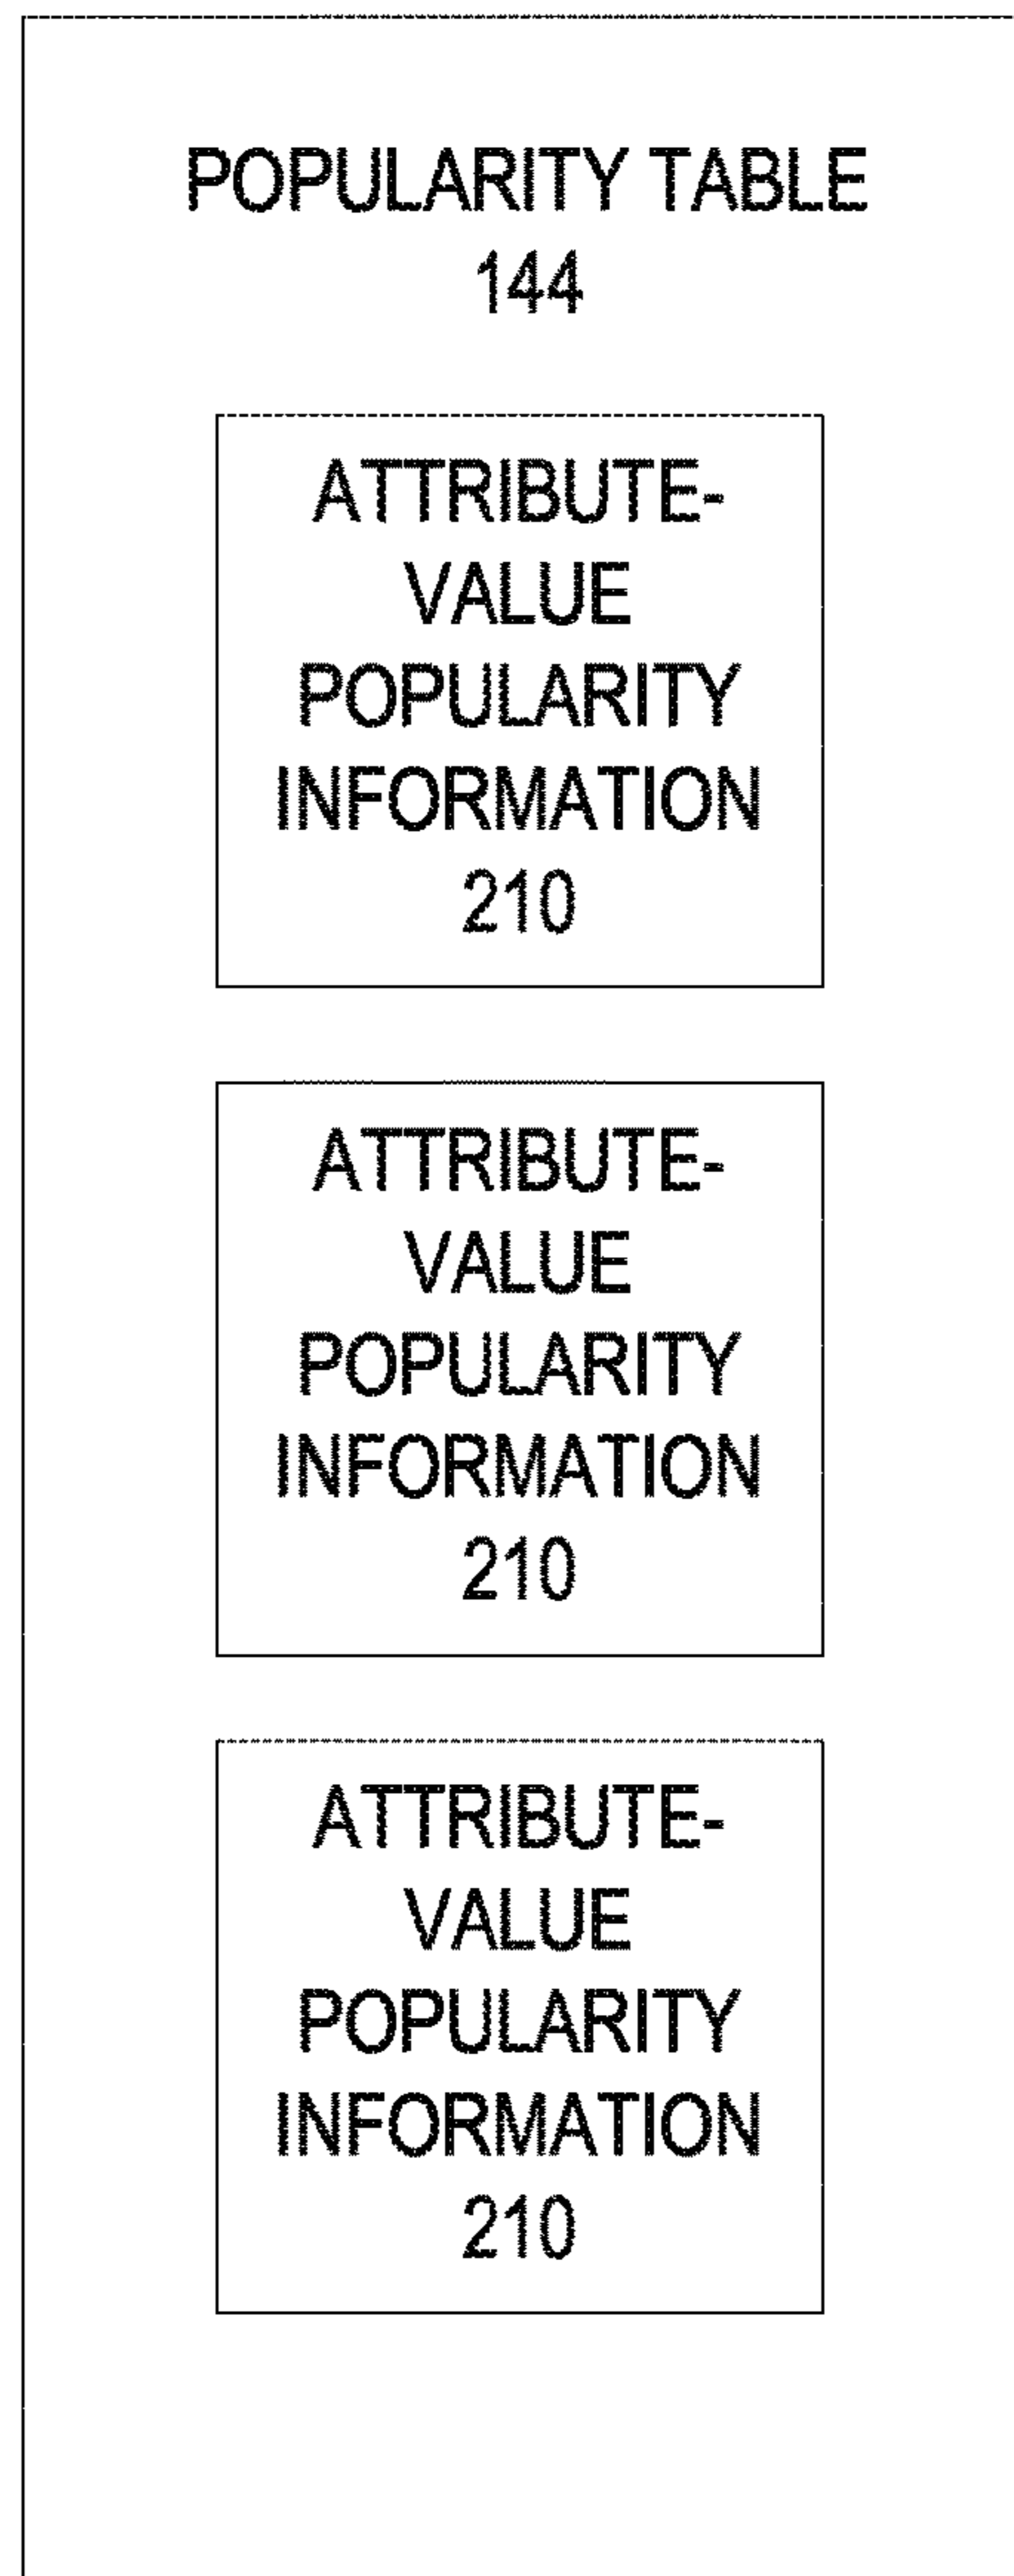 POPULARITY TABLE
144
ATTRIBUTE-
VALUE
POPULARITY
INFORMATION
210
ATTRIBUTE-
VALUE
POPULARITY
INFORMATION
210
ATTRIBUTE-
VALUE
POPULARITY
INFORMATION
210